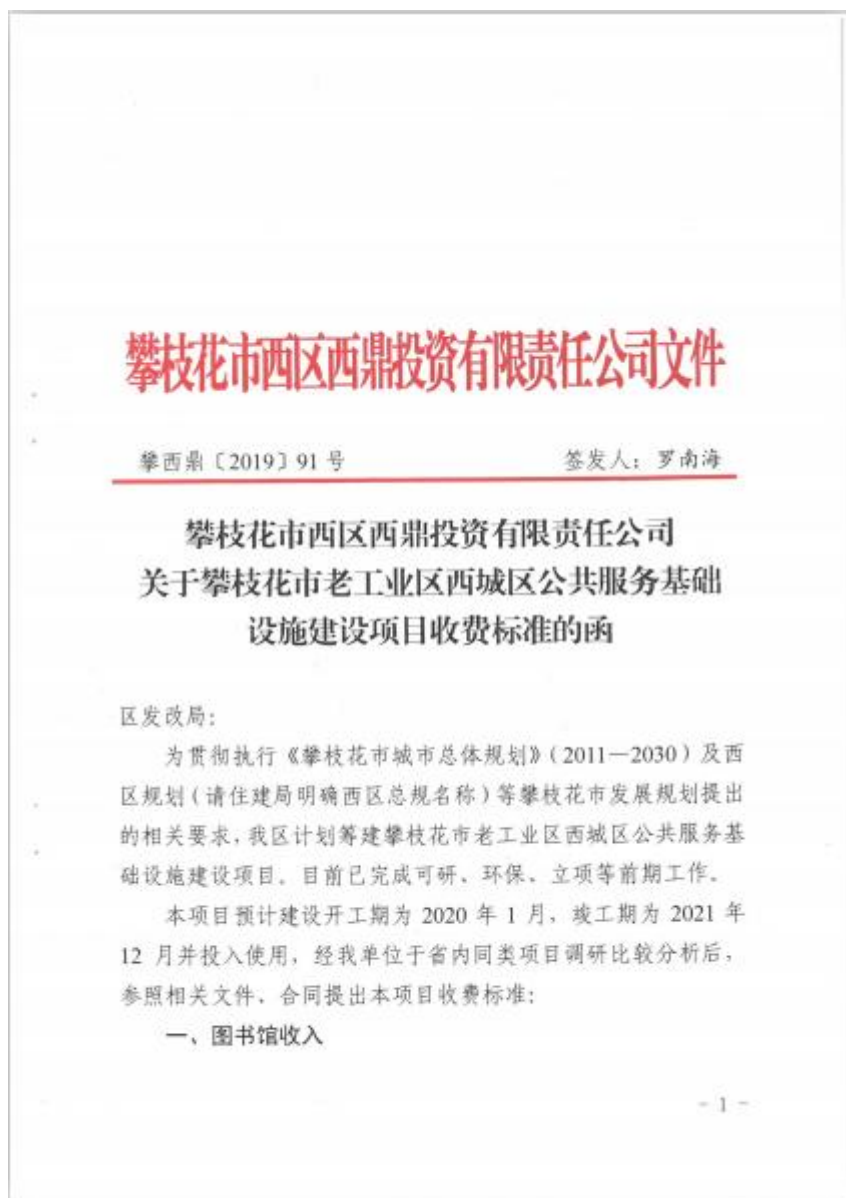 攀枝花市西区西鼎投资有限责任公司文件
攀西鼎〔2019〕91 号 签发人：罗南海
攀枝花市西区西鼎投资有限责任公司
关于攀枝花市老工业区西城区公共服务基础
设施建设项目收费标准的函
区发改局：
为贯彻执行《攀枝花市城市总体规划》（2011—2030）及西
区规划（请住建局明确西区总规名称）等攀枝花市发展规划提出
的相关要求，我区计划筹建攀枝花市老工业区西城区公共服务基
础设施建设项目。目前已完成可研、环保、立项等前期工作。
本项目预计建设开工期为 2020 年 1 月，竣工期为 2021 年
12 月并投入使用，经我单位于省内同类项目调研比较分析后，
参照相关文件、合同提出本项目收费标准：
一、图书馆收入
- 1 -